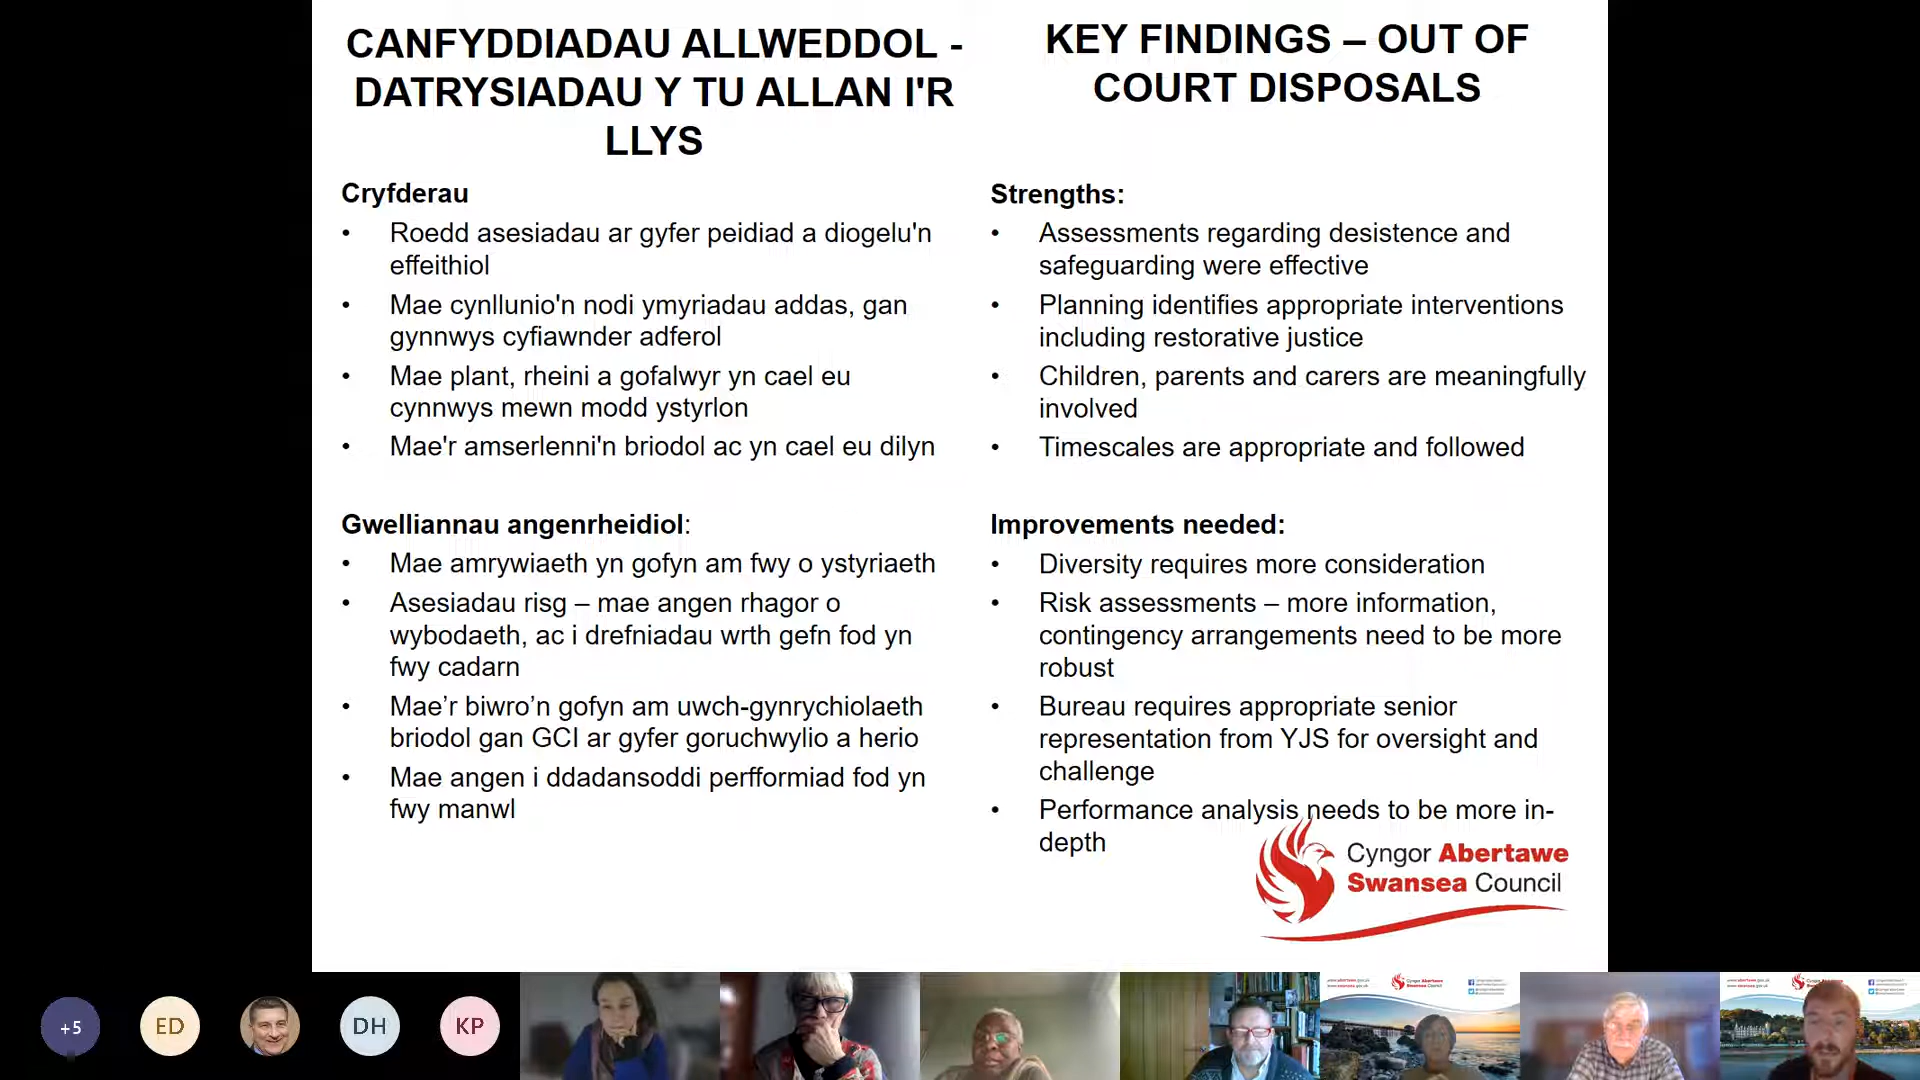 CANFYDDIADAU ALLWEDDOL -
DATRYSIADAU Y TU ALLAN I'R
LLYS
Cryfderau
• Roedd asesiadau ar gyfer peidiad a diogelu'n
effeithiol
• Mae cynllunio'n nodi ymyriadau addas, gan
gynnwys cyfiawnder adferol
• Mae plant, rheini a gofalwyr yn cael eu
cynnwys mewn modd ystyrlon
• Mae'r amserlenni'n briodol ac yn cael eu dilyn
Gwelliannau angenrheidiol:
• Mae amrywiaeth yn gofyn am fwy o ystyriaeth
• Asesiadau risg – mae angen rhagor o
wybodaeth, ac i drefniadau wrth gefn fod yn
fwy cadarn
• Mae’r biwro’n gofyn am uwch-gynrychiolaeth
briodol gan GCI ar gyfer goruchwylio a herio
• Mae angen i ddadansoddi perfformiad fod yn
fwy manwl
KEY FINDINGS – OUT OF
COURT DISPOSALS
Strengths:
• Assessments regarding desistence and
safeguarding were effective
• Planning identifies appropriate interventions
including restorative justice
• Children, parents and carers are meaningfully
involved
• Timescales are appropriate and followed
Improvements needed:
• Diversity requires more consideration
• Risk assessments – more information,
contingency arrangements need to be more
robust
• Bureau requires appropriate senior
representation from YJS for oversight and
challenge
• Performance analysis needs to be more in-
depth
Cyngor Abertawe
Swansea Council
+5
ED
DH
KP